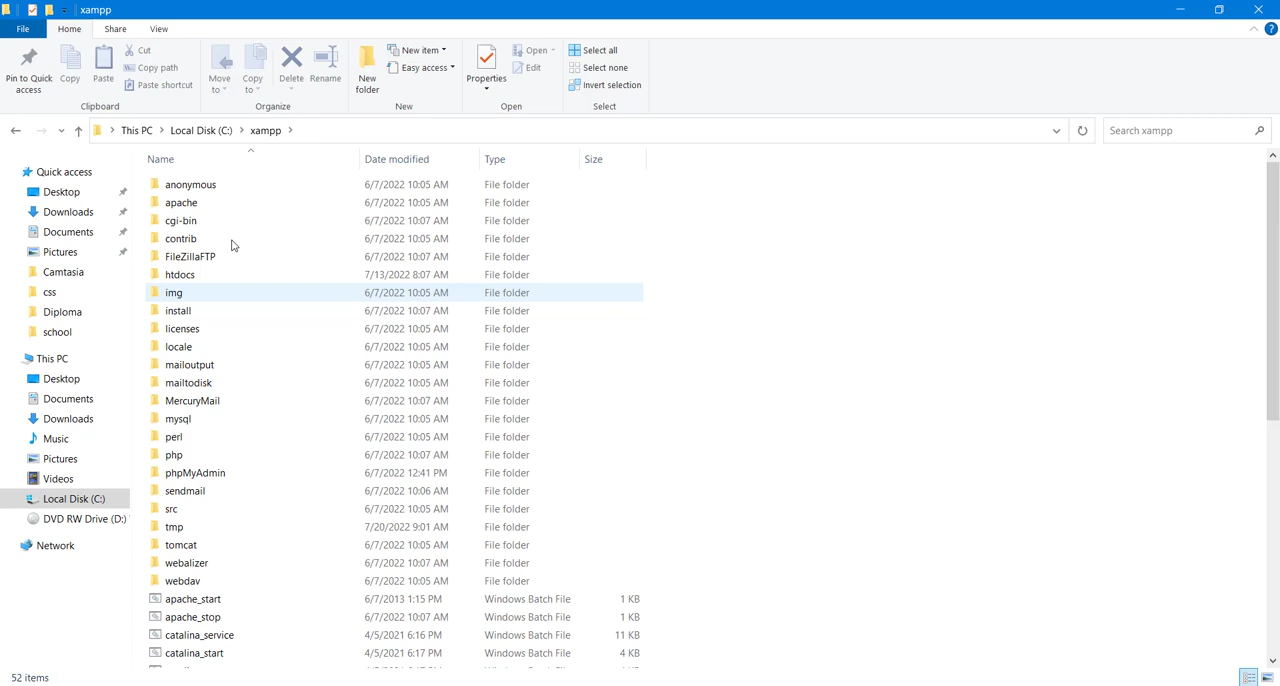 xampp
File Home Share View
Pin to Quick access
Copy
Paste
Cut
Copy path
Paste shortcut
Clipboard
Move to
Copy to
Delete
Rename
Organize
New folder
New item
Easy access
New
Properties
Open
Edit
Open
Select all
Select none
Invert selection
Select
This PC Local Disk (C:) xampp
Search xampp
Quick access
Desktop
Downloads
Documents
Pictures
Camtasia
css
Diploma
school
This PC
Desktop
Documents
Downloads
Music
Pictures
Videos
Local Disk (C:)
DVD RW Drive (D:)
Network
Name Date modified Type Size
anonymous 6/7/2022 10:05 AM File folder
apache 6/7/2022 10:05 AM File folder
cgi-bin 6/7/2022 10:07 AM File folder
contrib 6/7/2022 10:05 AM File folder
FileZillaFTP 6/7/2022 10:07 AM File folder
htdocs 7/13/2022 8:07 AM File folder
img 6/7/2022 10:05 AM File folder
install 6/7/2022 10:07 AM File folder
licenses 6/7/2022 10:05 AM File folder
locale 6/7/2022 10:05 AM File folder
mailoutput 6/7/2022 10:05 AM File folder
mailtodisk 6/7/2022 10:05 AM File folder
MercuryMail 6/7/2022 10:07 AM File folder
mysql 6/7/2022 10:05 AM File folder
perl 6/7/2022 10:05 AM File folder
php 6/7/2022 10:07 AM File folder
phpMyAdmin 6/7/2022 12:41 PM File folder
sendmail 6/7/2022 10:06 AM File folder
src 6/7/2022 10:05 AM File folder
tmp 7/20/2022 9:01 AM File folder
tomcat 6/7/2022 10:05 AM File folder
webalizer 6/7/2022 10:07 AM File folder
webdav 6/7/2022 10:05 AM File folder
apache_start 6/7/2013 1:15 PM Windows Batch File 1 KB
apache_stop 6/7/2022 10:07 AM Windows Batch File 1 KB
catalina_service 4/5/2021 6:16 PM Windows Batch File 11 KB
catalina_start 4/5/2021 6:17 PM Windows Batch File 4 KB
52 items